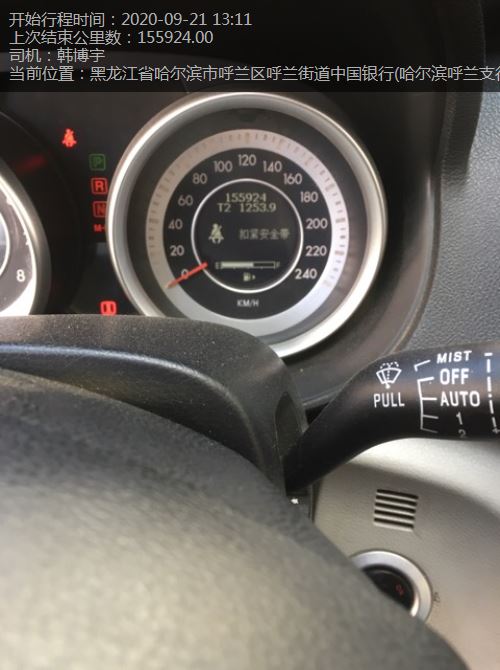 开始行程时间：2020-09-21 13:11
上次结束公里数：155924.00
司机：韩博宇
当前位置：黑龙江省哈尔滨市呼兰区呼兰街道中国银行(哈尔滨呼兰支行
P
R
N
8
0
20
40
60
80
100
120
140
160
180
200
220
240
155924
T2 1253.9
扣紧安全带
E
F
KM/H
MIST
OFF
AUTO
1
2
PULL